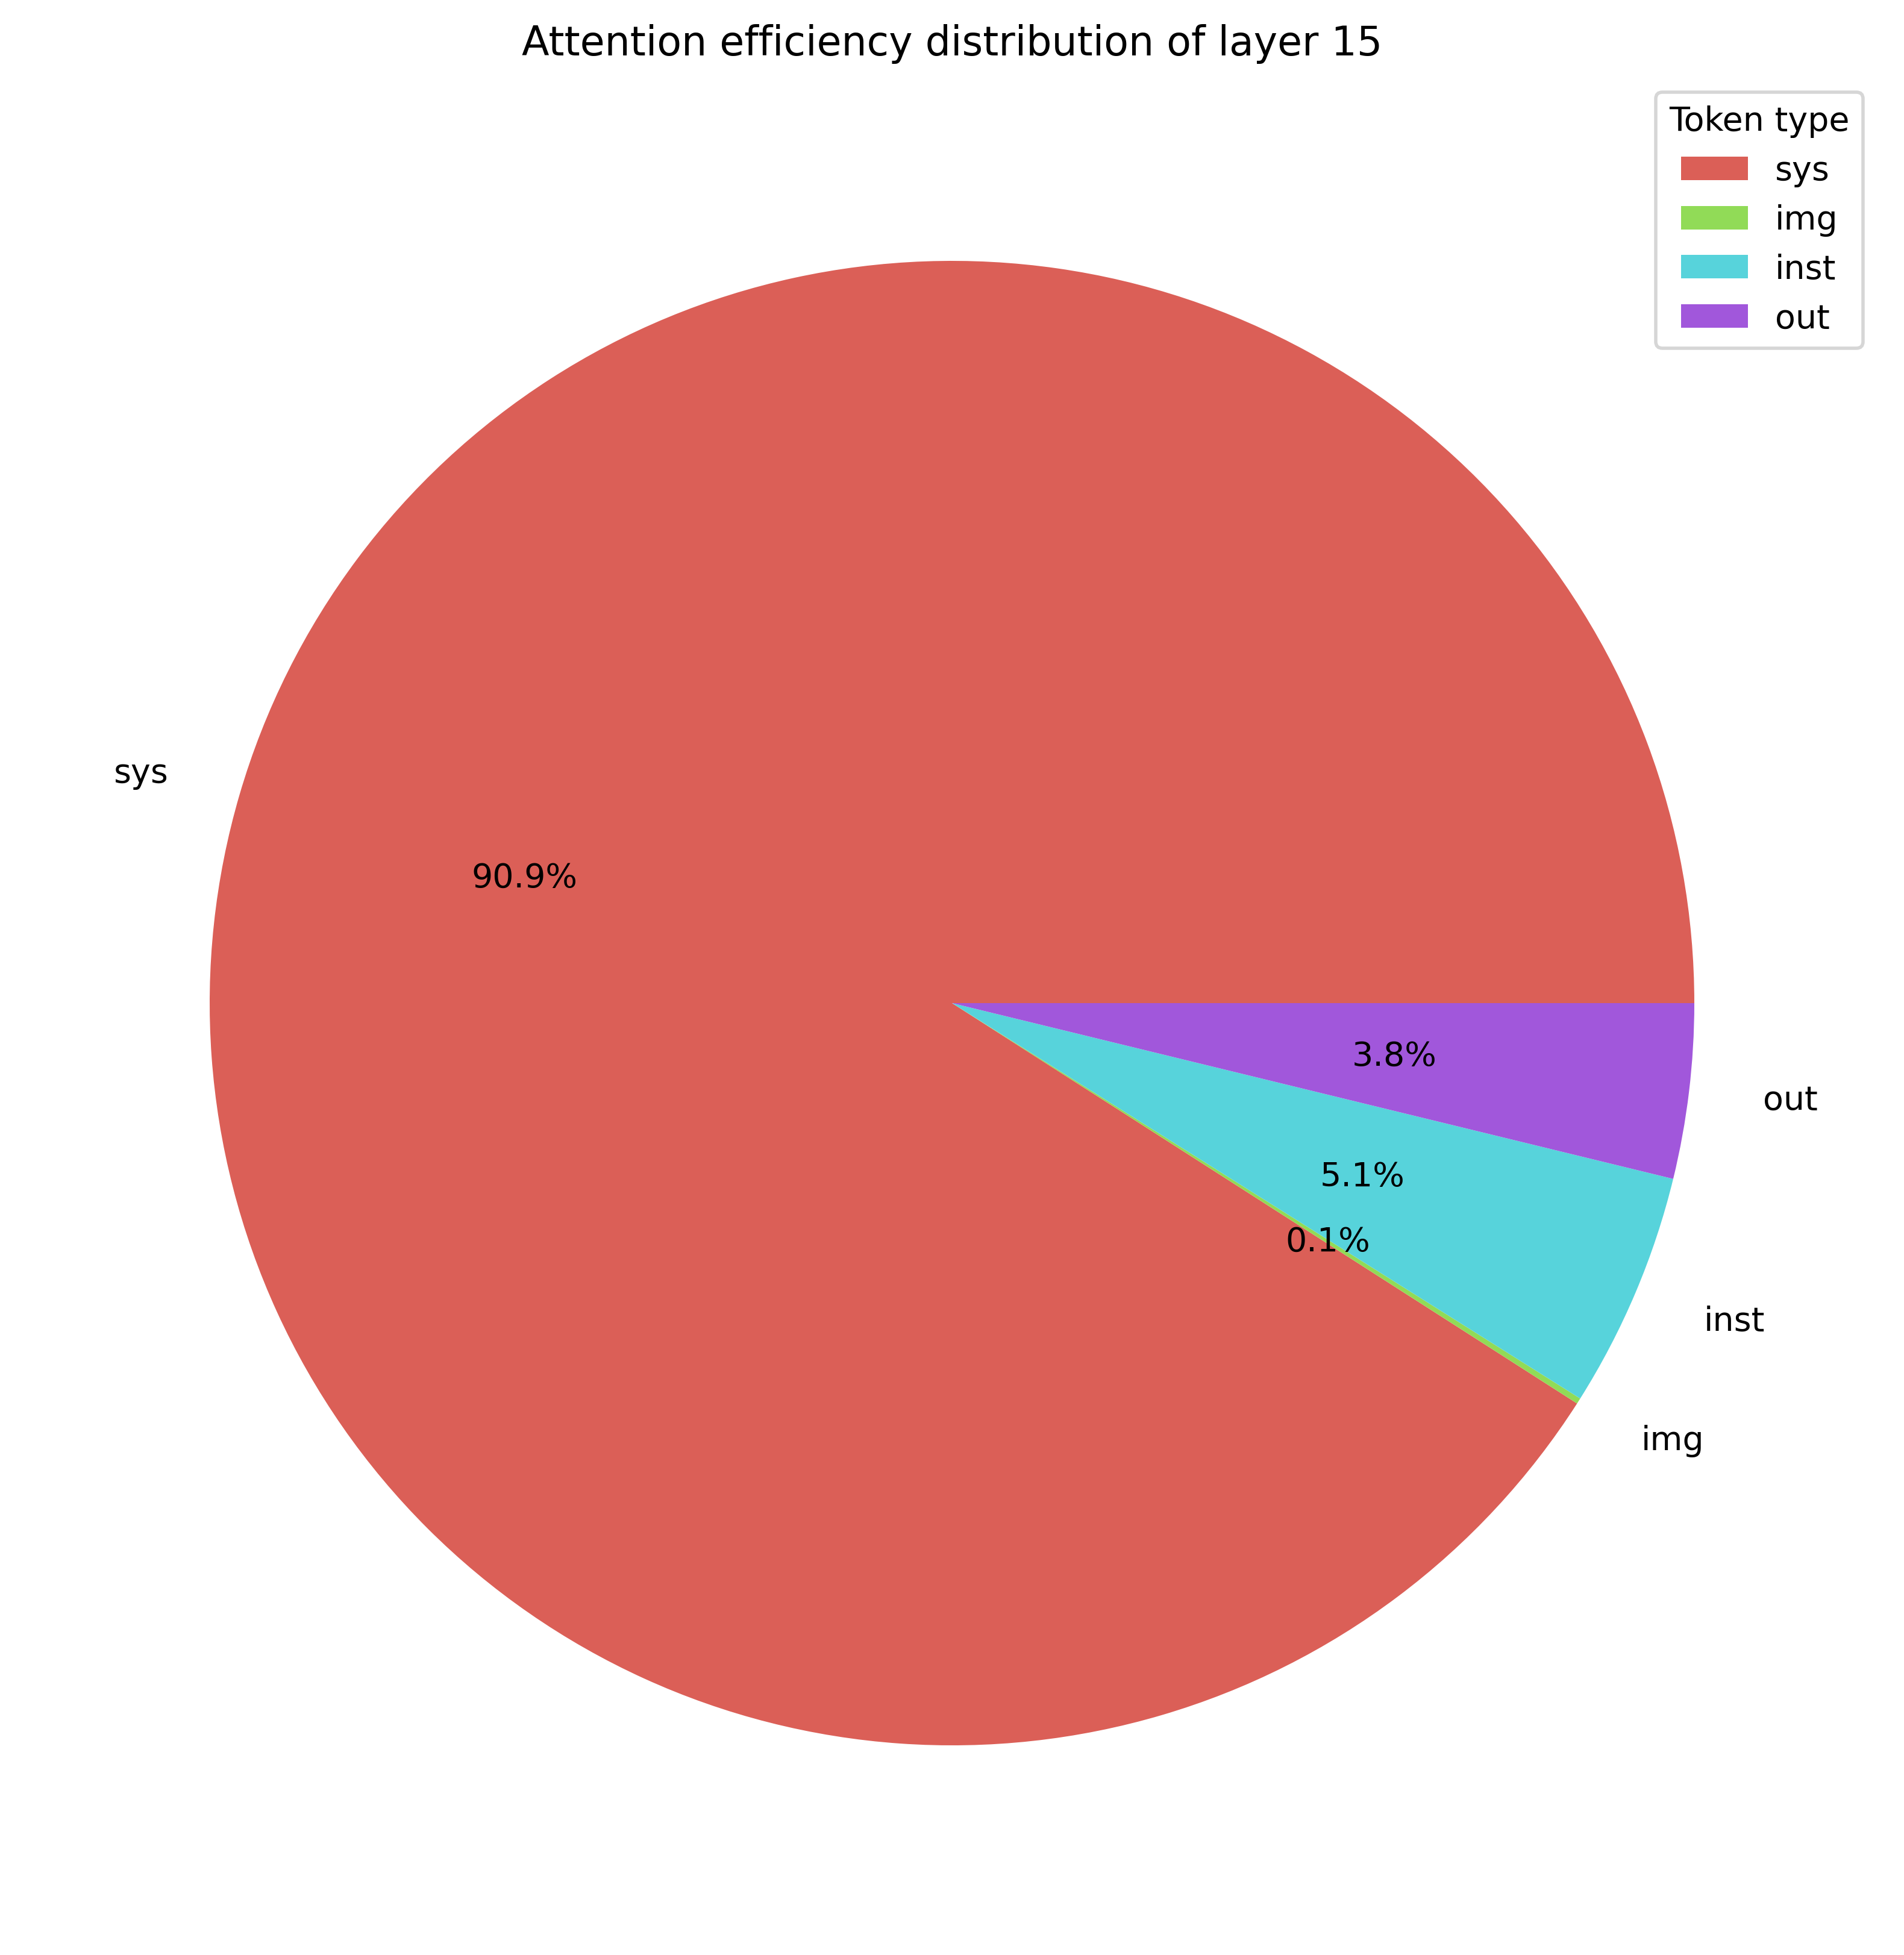 Attention efficiency distribution of layer 15
Token type
sys
img
inst
out
sys
90.9%
3.8%
out
5.1%
0.1%
inst
img